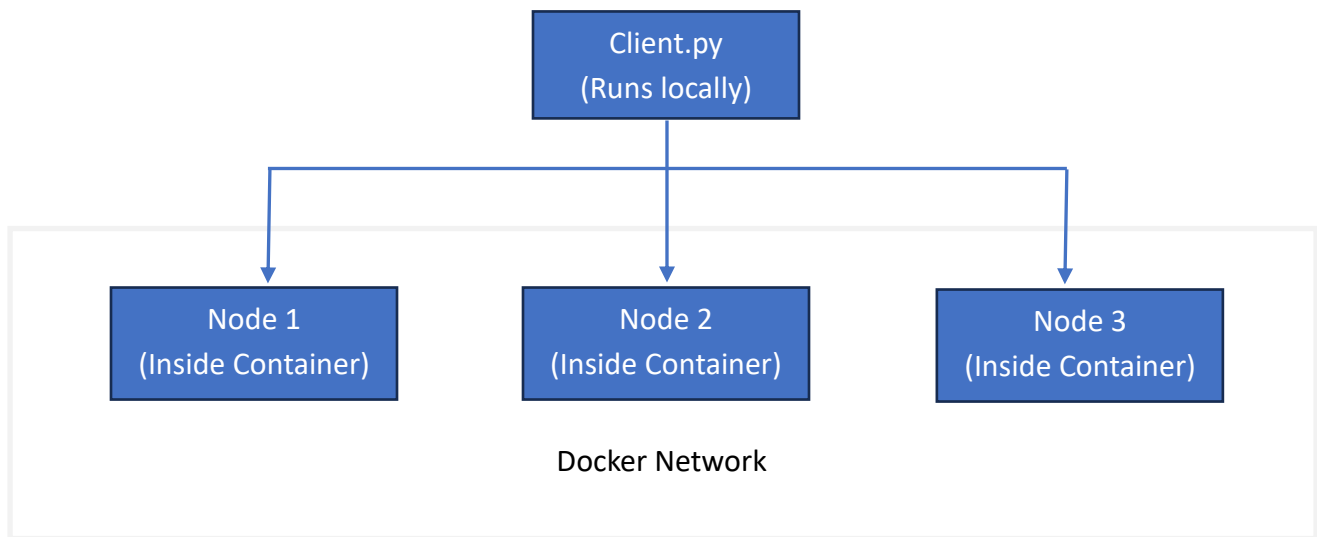 Client.py
(Runs locally)
Node 1
(Inside Container)
Node 2
(Inside Container)
Node 3
(Inside Container)
Docker Network